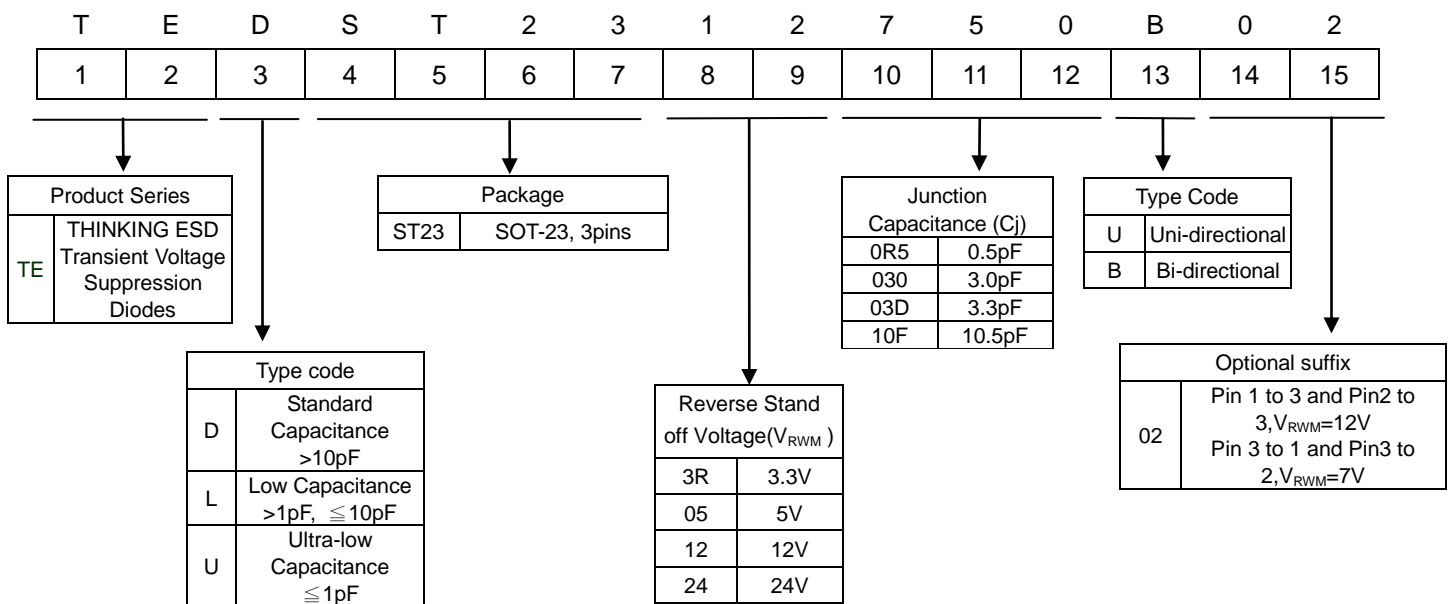 T E D S T 2 3 1 2 7 5 0 B 0 2
1 2 3 4 5 6 7 8 9 10 11 12 13 14 15
Product Series
TE
THINKING ESD
Transient Voltage
Suppression
Diodes
Type code
D
Standard
Capacitance
>10pF
L
Low Capacitance
>1pF, ≦10pF
U
Ultra-low
Capacitance
≦1pF
Package
ST23 SOT-23, 3pins
Reverse Stand
off Voltage(VRWM )
3R 3.3V
05 5V
12 12V
24 24V
Junction
Capacitance (Cj)
0R5 0.5pF
030 3.0pF
03D 3.3pF
10F 10.5pF
Type Code
U Uni-directional
B Bi-directional
Optional suffix
02
Pin 1 to 3 and Pin2 to
3,VRWM=12V
Pin 3 to 1 and Pin3 to
2,VRWM=7V